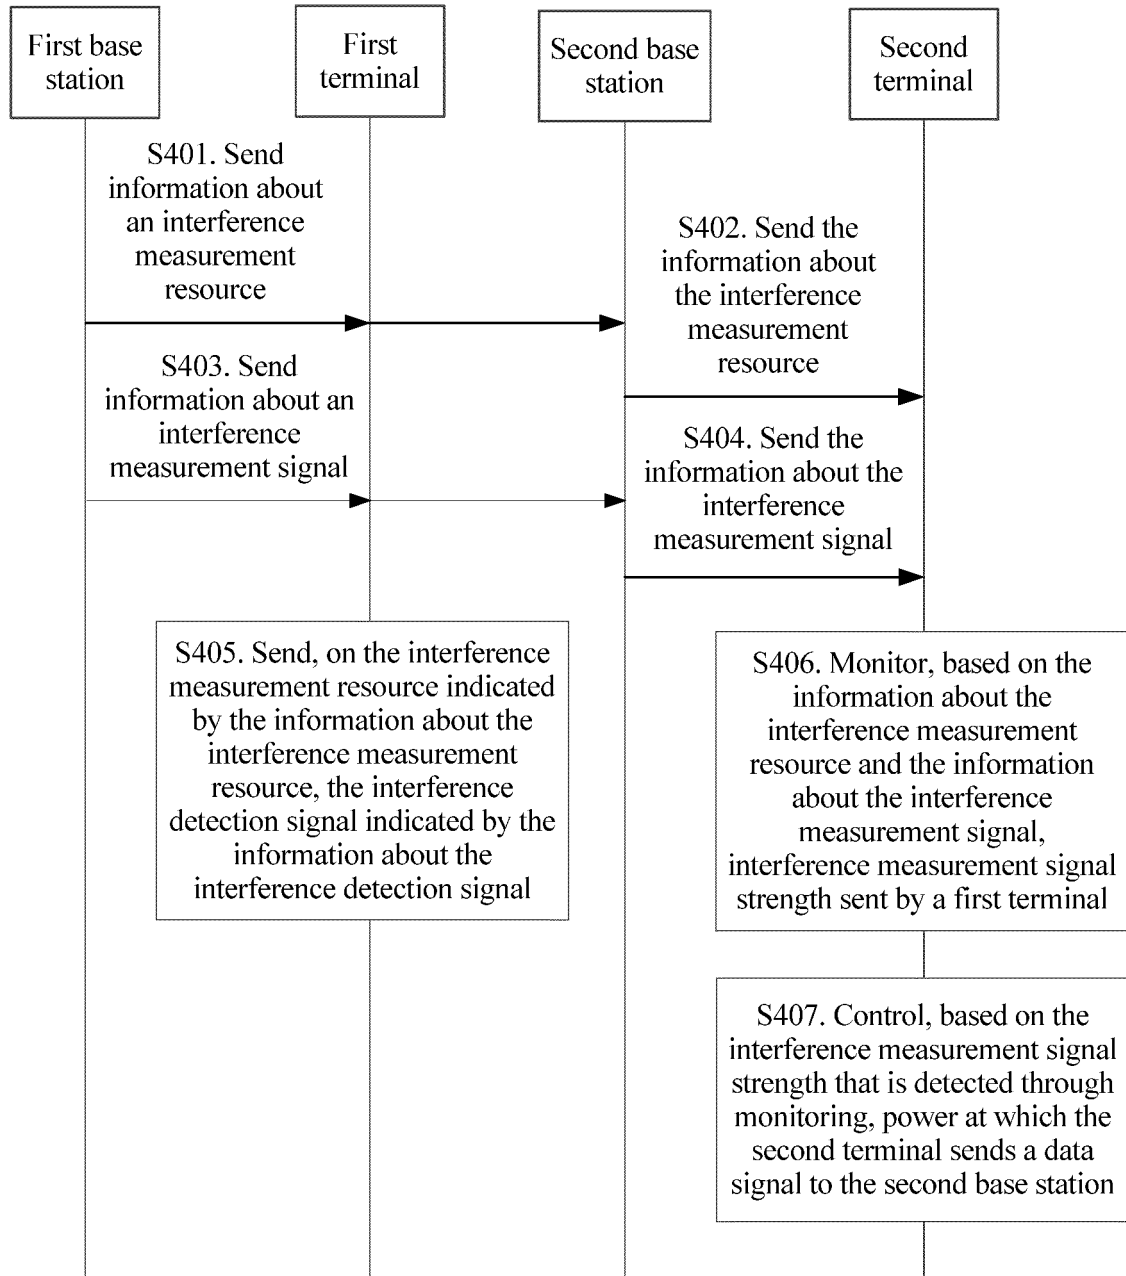 First base
station
First
terminal
Second base
station
Second
terminal
S401. Send
information about
an interference
measurement
resource
S402. Send the
information about
the interference
measurement
resource
S403. Send
information about an
interference
measurement signal
S404. Send the
information about the
interference
measurement signal
S405. Send, on the interference
measurement resource indicated
by the information about the
interference measurement
resource, the interference
detection signal indicated by the
information about the
interference detection signal
S406. Monitor, based on the
information about the
interference measurement
resource and the information
about the interference
measurement signal,
interference measurement signal
strength sent by a first terminal
S407. Control, based on the
interference measurement signal
strength that is detected through
monitoring, power at which the
second terminal sends a data
signal to the second base station